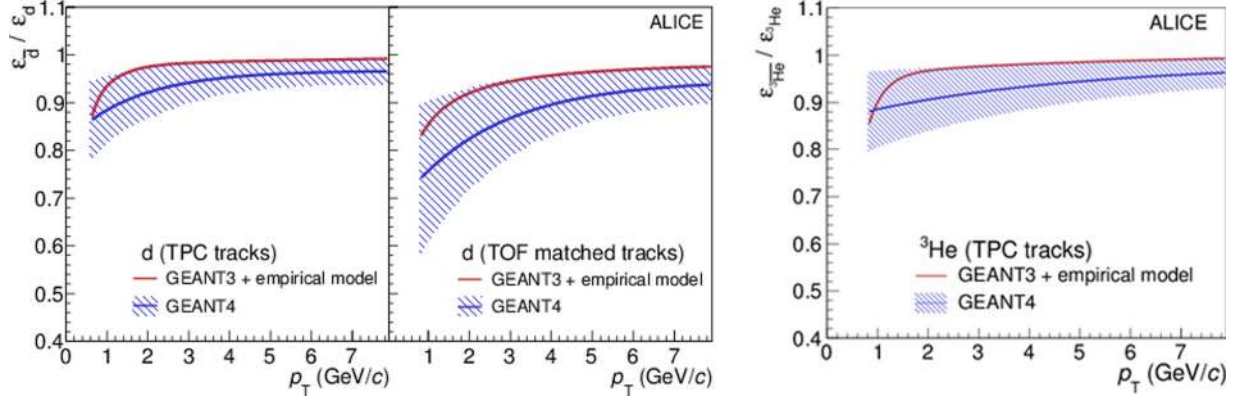 ε_d̅ / ε_d
1.1
1
0.9
0.8
0.7
0.6
0.5
0.4
d (TPC tracks)
GEANT3 + empirical model
GEANT4
0 1 2 3 4 5 6 7
p_T (GeV/c)
ALICE
d (TOF matched tracks)
GEANT3 + empirical model
GEANT4
1 2 3 4 5 6 7
p_T (GeV/c)
ε_³H̅e̅ / ε_³He
1.1
1
0.9
0.8
0.7
0.6
0.5
0.4
ALICE
³He (TPC tracks)
GEANT3 + empirical model
GEANT4
0 1 2 3 4 5 6 7
p_T (GeV/c)